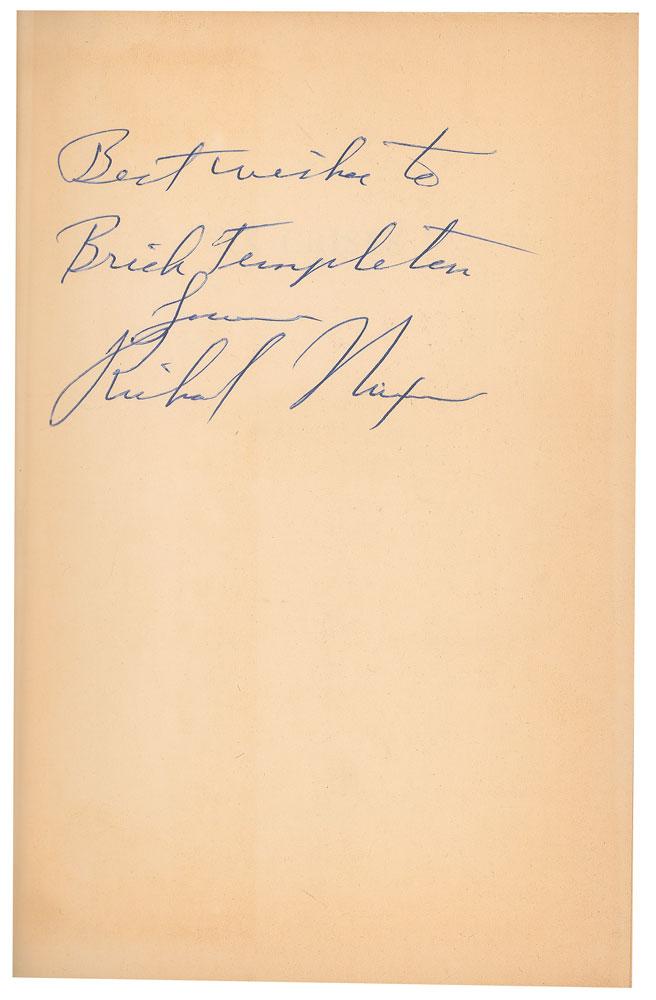 Best wishes to
Brick Templeton
from
Richard Nixon